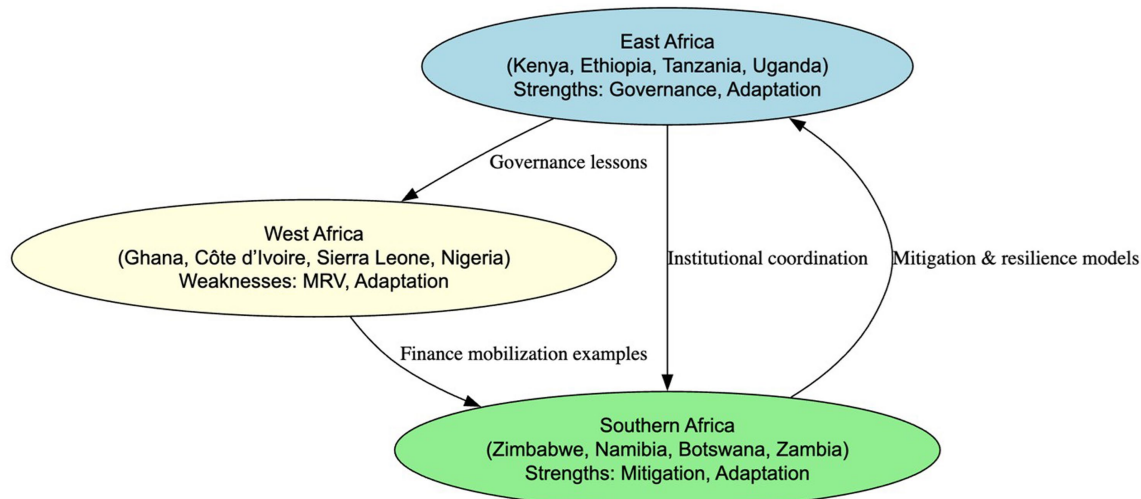 East Africa
(Kenya, Ethiopia, Tanzania, Uganda)
Strengths: Governance, Adaptation
Governance lessons
West Africa
(Ghana, Côte d’Ivoire, Sierra Leone, Nigeria)
Weaknesses: MRV, Adaptation
Institutional coordination
Mitigation & resilience models
Finance mobilization examples
Southern Africa
(Zimbabwe, Namibia, Botswana, Zambia)
Strengths: Mitigation, Adaptation